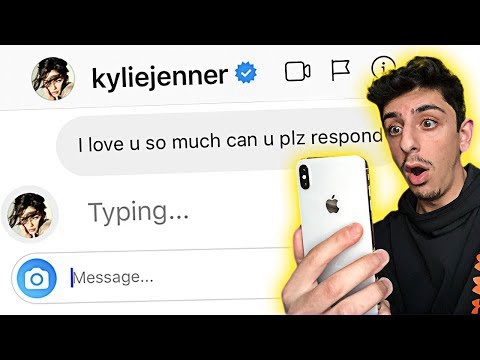 kyliejenner
I love u so much can u plz respond
Typing...
Message...